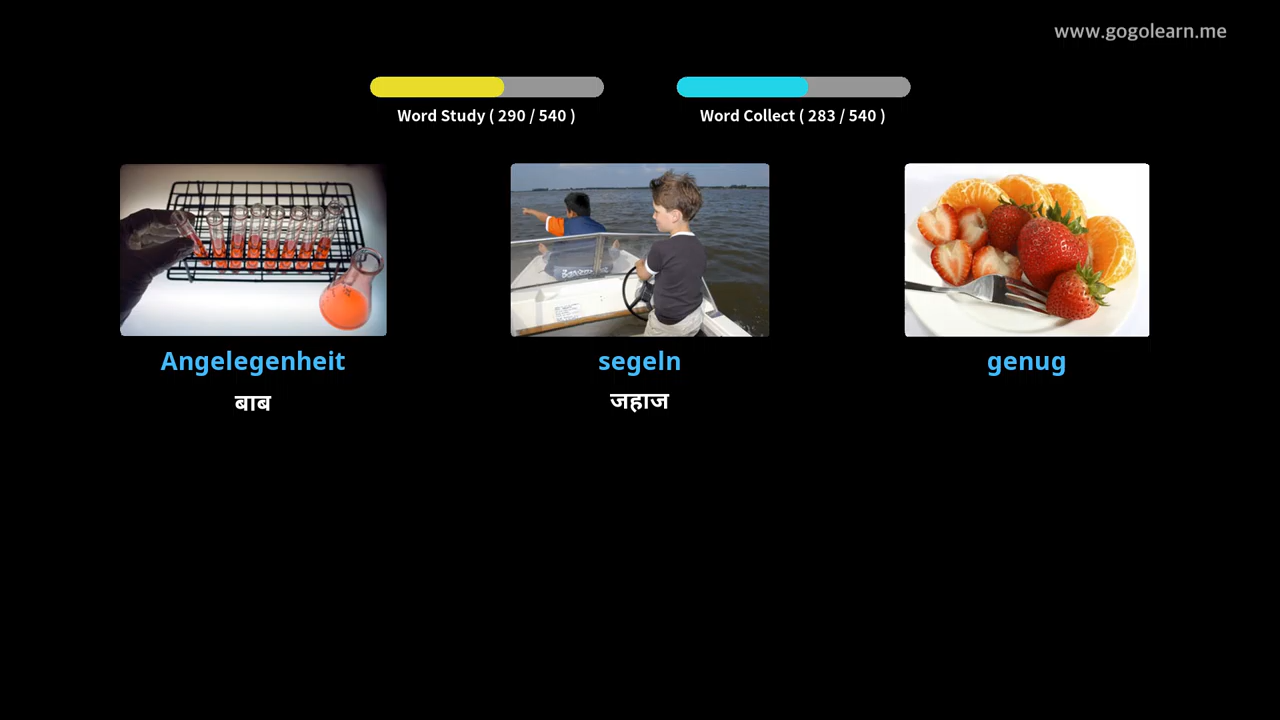 www.gogolearn.me
Word Study ( 290 / 540 )
Word Collect ( 283 / 540 )
Angelegenheit
segeln
genug
बाब
जहाज